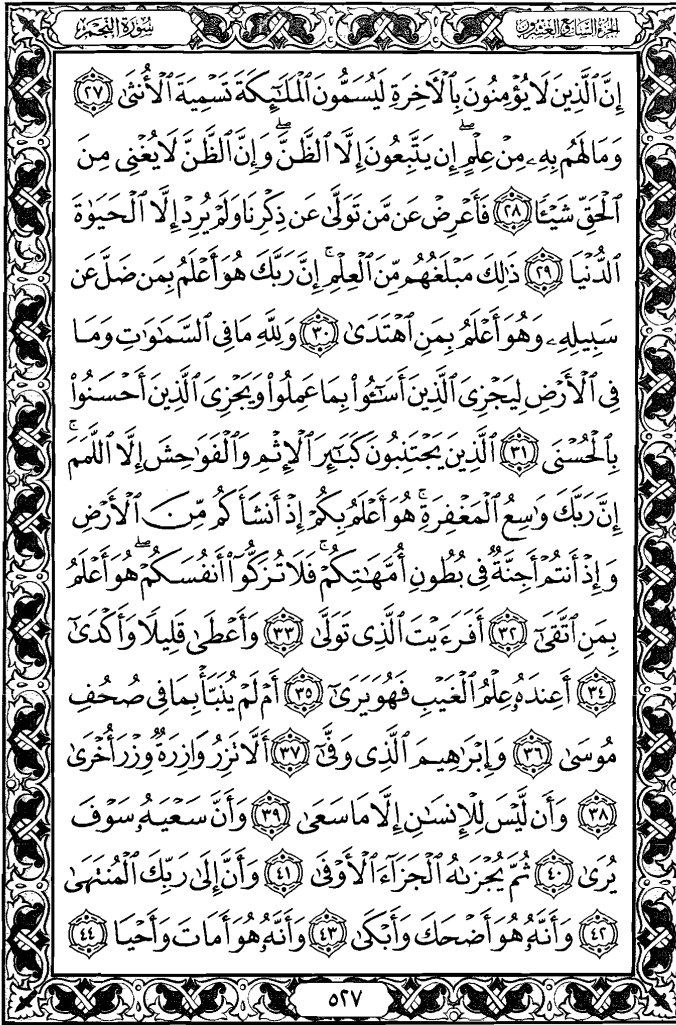 سُورَةُ النَّجْمِ
الجُزءُ السَّابِعُ وَالعِشْرُونَ
إِنَّ ٱلَّذِينَ لَا يُؤْمِنُونَ بِٱلْأَخِرَةِ لَيُسَمُّونَ ٱلْمَلَٰٓئِكَةَ تَسْمِيَةَ ٱلْأُنثَىٰ ٢٧
وَمَا لَهُم بِهِۦ مِنْ عِلْمٍ ۖ إِن يَتَّبِعُونَ إِلَّا ٱلظَّنَّ ۖ وَإِنَّ ٱلظَّنَّ لَا يُغْنِى مِنَ
ٱلْحَقِّ شَيْـًٔا ٢٨ فَأَعْرِضْ عَن مَّن تَوَلَّىٰ عَن ذِكْرِنَا وَلَمْ يُرِدْ إِلَّا ٱلْحَيَوٰةَ
ٱلدُّنْيَا ٢٩ ذَٰلِكَ مَبْلَغُهُم مِّنَ ٱلْعِلْمِ ۚ إِنَّ رَبَّكَ هُوَ أَعْلَمُ بِمَن ضَلَّ عَن
سَبِيلِهِۦ وَهُوَ أَعْلَمُ بِمَنِ ٱهْتَدَىٰ ٣٠ وَلِلَّهِ مَا فِى ٱلسَّمَٰوَٰتِ وَمَا
فِى ٱلْأَرْضِ لِيَجْزِىَ ٱلَّذِينَ أَسَٰٓـُٔوا۟ بِمَا عَمِلُوا۟ وَيَجْزِىَ ٱلَّذِينَ أَحْسَنُوا۟
بِٱلْحُسْنَى ٣١ ٱلَّذِينَ يَجْتَنِبُونَ كَبَٰٓئِرَ ٱلْإِثْمِ وَٱلْفَوَٰحِشَ إِلَّا ٱللَّمَمَ ۚ
إِنَّ رَبَّكَ وَٰسِعُ ٱلْمَغْفِرَةِ ۚ هُوَ أَعْلَمُ بِكُمْ إِذْ أَنشَأَكُم مِّنَ ٱلْأَرْضِ
وَإِذْ أَنتُمْ أَجِنَّةٌ فِى بُطُونِ أُمَّهَٰتِكُمْ ۖ فَلَا تُزَكُّوٓا۟ أَنفُسَكُمْ ۖ هُوَ أَعْلَمُ
بِمَنِ ٱتَّقَىٰٓ ٣٢ أَفَرَءَيْتَ ٱلَّذِى تَوَلَّىٰ ٣٣ وَأَعْطَىٰ قَلِيلًا وَأَكْدَىٰٓ
٣٤ أَعِندَهُۥ عِلْمُ ٱلْغَيْبِ فَهُوَ يَرَىٰٓ ٣٥ أَمْ لَمْ يُنَبَّأْ بِمَا فِى صُحُفِ
مُوسَىٰ ٣٦ وَإِبْرَٰهِيمَ ٱلَّذِى وَفَّىٰٓ ٣٧ أَلَّا تَزِرُ وَازِرَةٌ وِزْرَ أُخْرَىٰ
٣٨ وَأَن لَّيْسَ لِلْإِنسَٰنِ إِلَّا مَا سَعَىٰ ٣٩ وَأَنَّ سَعْيَهُۥ سَوْفَ
يُرَىٰ ٤٠ ثُمَّ يُجْزَىٰهُ ٱلْجَزَآءَ ٱلْأَوْفَىٰ ٤١ وَأَنَّ إِلَىٰ رَبِّكَ ٱلْمُنتَهَىٰ
٤٢ وَأَنَّهُۥ هُوَ أَضْحَكَ وَأَبْكَىٰ ٤٣ وَأَنَّهُۥ هُوَ أَمَاتَ وَأَحْيَا ٤٤
٥٢٧